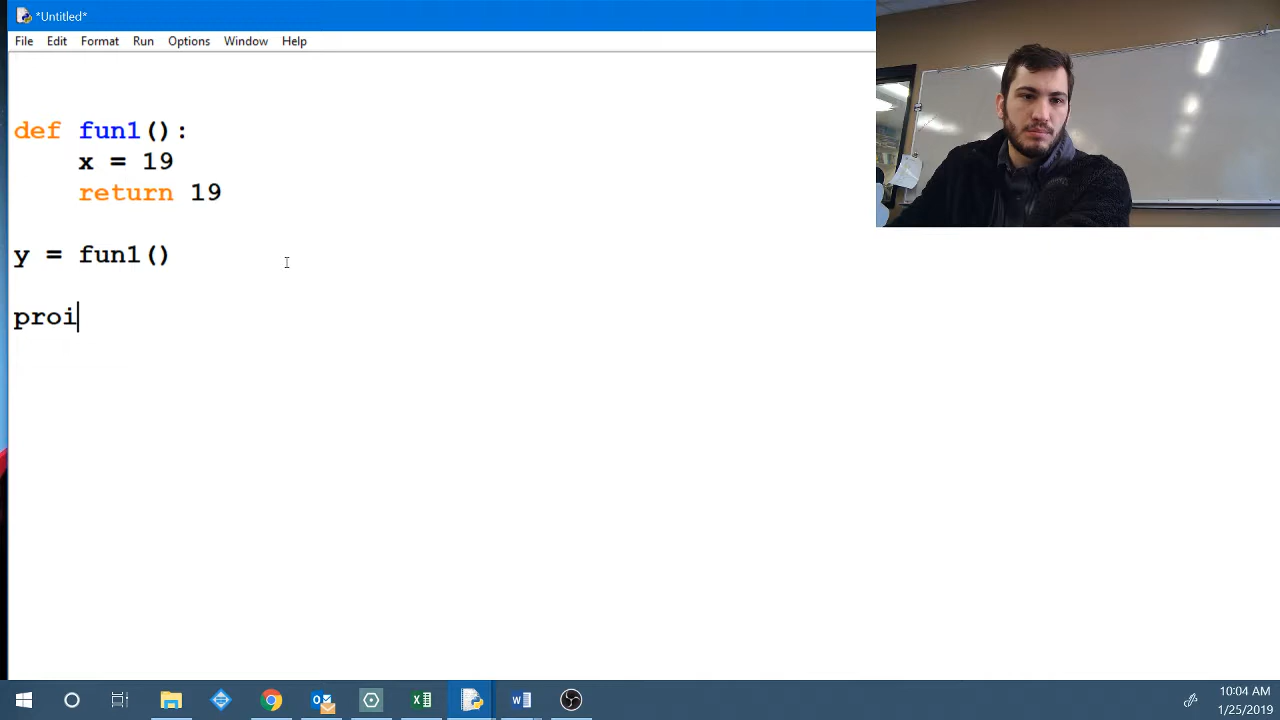 *Untitled*
File Edit Format Run Options Window Help
def fun1():
x = 19
return 19
y = fun1()
proi
10:04 AM
1/25/2019